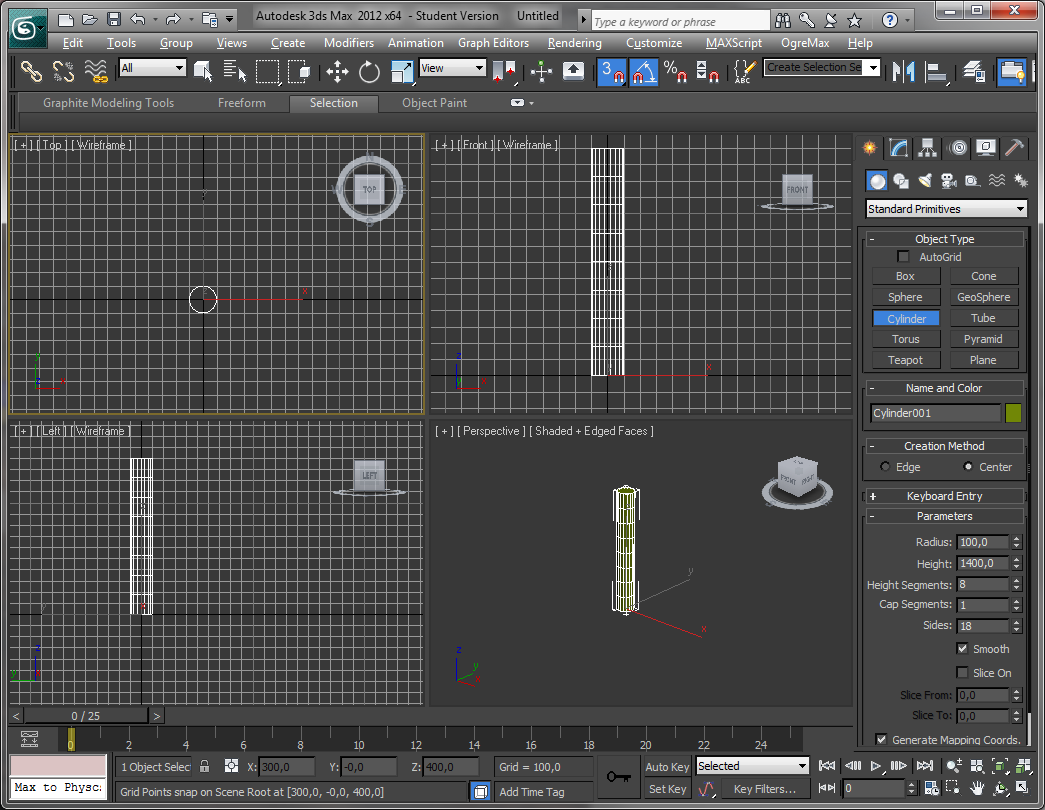 Autodesk 3ds Max 2012 x64 - Student Version Untitled
Type a keyword or phrase
Edit Tools Group Views Create Modifiers Animation Graph Editors Rendering Customize MAXScript OgreMax Help
All
View
3
ABC
Create Selection Se
Graphite Modeling Tools Freeform Selection Object Paint
[ + ] [ Top ] [ Wireframe ]
TOP
[ + ] [ Front ] [ Wireframe ]
FRONT
[ + ] [ Left ] [ Wireframe ]
LEFT
[ + ] [ Perspective ] [ Shaded + Edged Faces ]
FRONT RIGHT
Standard Primitives
- Object Type
AutoGrid
Box Cone
Sphere GeoSphere
Cylinder Tube
Torus Pyramid
Teapot Plane
- Name and Color
Cylinder001
- Creation Method
Edge Center
+ Keyboard Entry
- Parameters
Radius: 100,0
Height: 1400,0
Height Segments: 8
Cap Segments: 1
Sides: 18
Smooth
Slice On
Slice From: 0,0
Slice To: 0,0
Generate Mapping Coords.
< 0 / 25 >
0 2 4 6 8 10 12 14 16 18 20 22 24
1 Object Selec X: 300,0 Y: -0,0 Z: 400,0 Grid = 100,0 Auto Key Selected
Max to Physc
Grid Points snap on Scene Root at [300,0, -0,0, 400,0] Add Time Tag Set Key Key Filters... 0